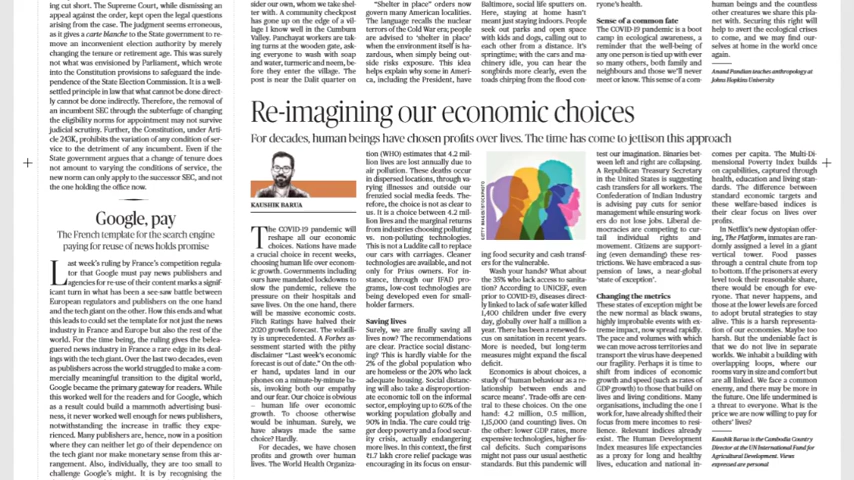 ing cut short. The Supreme Court, while dismissing an
appeal against the order, kept open the legal questions
arising from the case. The judgment seems erroneous,
as it gives a carte blanche to the State government to re-
move an inconvenient election authority by merely
changing the tenure or retirement age. This was surely
not what was envisioned by Parliament, which wrote
into the Constitution provisions to safeguard the inde-
pendence of the State Election Commission. It is a well-
settled principle in law that what cannot be done direct-
ly cannot be done indirectly. Therefore, the removal of
an incumbent SEC through the subterfuge of changing
the eligibility norms for appointment may not survive
judicial scrutiny. Further, the Constitution, under Arti-
cle 243K, prohibits the variation of any condition of ser-
vice to the detriment of any incumbent. Even if the
State government argues that a change of tenure does
not amount to varying the conditions of service, the
new norm can only apply to the successor SEC, and not
the one holding the office now.
Google, pay
The French template for the search engine
paying for reuse of news holds promise
Last week's ruling by France's competition regula-
tor that Google must pay news publishers and
agencies for re-use of their content marks a signif-
icant turn in what has been a see-saw battle between
European regulators and publishers on the one hand
and the tech giant on the other. How this ends and what
this leads to could set the template for not just the news
industry in France and Europe but also the rest of the
world. For the time being, the ruling gives the belea-
guered news industry in France a rare edge in its deal-
ings with the tech giant. Over the last two decades, even
as publishers across the world struggled to make a com-
mercially meaningful transition to the digital world,
Google became the primary gateway for readers. While
this worked well for the readers and for Google, which
as a result could build a mammoth advertising busi-
ness, it never worked well enough for news publishers,
notwithstanding the increase in traffic they exper-
ienced. Many publishers are, hence, now in a position
where they can neither let go of their dependence on
the tech giant nor make monetary sense from this ar-
rangement. Also, individually, they are too small to
challenge Google's might. It is by recognising the
sider our own, whom we take shel-
ter with. A community checkpost
has gone up on the edge of a vil-
lage I know well in the Cumbum
Valley. Panchayat workers are tak-
ing turns at the wooden gate, ask-
ing everyone to wash with soap
and water, turmeric and neem, be-
fore they enter the village. The
post is near the Dalit quarter on
"Shelter in place" orders now
govern many American localities.
The language recalls the nuclear
terrors of the Cold War era; people
are advised to 'shelter in place'
when the environment itself is ha-
zardous, when simply being out-
side risks exposure. This idea
helps explain why some in Ameri-
ca, including the President, have
Baltimore, social life sputters on.
Here, staying at home hasn't
meant just staying indoors. People
seek out parks and open space
with kids and dogs, calling out to
each other from a distance. It's
springtime; with the cars and ma-
chinery idle, you can hear the
songbirds more clearly, even the
toads chirping from the flood con-
ryone's health.
Sense of a common fate
The COVID-19 pandemic is a boot
camp in ecological awareness, a
reminder that the well-being of
any one person is tied up with ever
so many others, both family and
neighbours and those we'll never
meet or know. This sense of a com-
human beings and the countless
other creatures we share this pla-
net with. Securing this right will
help to avert the ecological crises
to come, and we may find our-
selves at home in the world once
again.
Anand Pandian teaches anthropology at
Johns Hopkins University
Re-imagining our economic choices
For decades, human beings have chosen profits over lives. The time has come to jettison this approach
KAUSHIK BARUA
The COVID-19 pandemic will
reshape all our economic
choices. Nations have made
a crucial choice in recent weeks,
choosing human life over econom-
ic growth. Governments including
ours have mandated lockdowns to
slow the pandemic, relieve the
pressure on their hospitals and
save lives. On the one hand, there
will be massive economic costs.
Fitch Ratings have halved their
2020 growth forecast. The volatili-
ty is unprecedented. A Forbes as-
sessment started with the pithy
disclaimer "Last week's economic
forecast is out of date." On the oth-
er hand, updates land in our
phones on a minute-by-minute ba-
sis, invoking both our empathy
and our fear. Our choice is obvious
– human life over economic
growth. To choose otherwise
would be inhuman. Surely, we
have always made the same
choice? Hardly.
For decades, we have chosen
profits and growth over human
lives. The World Health Organiza-
tion (WHO) estimates that 4.2 mil-
lion lives are lost annually due to
air pollution. These deaths occur
in dispersed locations, through va-
rying illnesses and outside our
frenzied social media feeds. There-
fore, the choice is not as clear to
us. It is a choice between 4.2 mil-
lion lives and the marginal returns
from industries choosing polluting
vs. non-polluting technologies.
This is not a Luddite call to replace
our cars with carriages. Cleaner
technologies are available, and not
only for Prius owners. For in-
stance, through our IFAD pro-
grams, low-cost technologies are
being developed even for small-
holder farmers.
Saving lives
Surely, we are finally saving all
lives now? The recommendations
are clear. Practice social distanc-
ing? This is hardly viable for the
2% of the global population who
are homeless or the 20% who lack
adequate housing. Social distanc-
ing will also take a disproportion-
ate economic toll on the informal
sector, employing up to 60% of the
working population globally and
90% in India. The cure could trig-
ger deep poverty and a food secur-
ity crisis, actually endangering
more lives. In this context, the first
₹1.7 lakh crore relief package was
encouraging in its focus on ensur-
GETTY IMAGES/ISTOCKPHOTO
ing food security and cash transf-
ers for the vulnerable.
Wash your hands? What about
the 35% who lack access to sanita-
tion? According to UNICEF, even
prior to COVID-19, diseases direct-
ly linked to lack of safe water killed
1,400 children under five every
day, globally over half a million a
year. There has been a renewed fo-
cus on sanitation in recent years.
More is needed, but long-term
measures might expand the fiscal
deficit.
Economics is about choices, a
study of 'human behaviour as a re-
lationship between ends and
scarce means'. Trade-offs are cen-
tral to these choices. On the one
hand: 4.2 million, 0.5 million,
1,15,000 (and counting) lives. On
the other: lower GDP rates, more
expensive technologies, higher fis-
cal deficits. Such comparisons
might not pass our usual aesthetic
standards. But this pandemic will
tent our imagination. Binaries bet-
ween left and right are collapsing.
A Republican Treasury Secretary
in the United States is suggesting
cash transfers for all workers. The
Confederation of Indian Industry
is advising pay cuts for senior
management while ensuring work-
ers do not lose jobs. Liberal de-
mocracies are competing to cur-
tail individual rights and
movement. Citizens are support-
ing (even demanding) these res-
trictions. We have embraced a sus-
pension of laws, a near-global
'state of exception'.
Changing the metrics
These states of exception might be
the new normal as black swans,
highly improbable events with ex-
treme impact, now spread rapidly.
The pace and volumes with which
we can move across territories and
transport the virus have deepened
our fragility. Perhaps it is time to
shift from indices of economic
growth and speed (such as rates of
GDP growth) to those that build on
lives and living conditions. Many
organisations, including the one I
work for, have already shifted their
focus from mere incomes to resi-
lience. Relevant indices already
exist. The Human Development
Index measures life expectancies
as a proxy for long and healthy
lives, education and national in-
comes per capita. The Multi-Di-
mensional Poverty Index builds
on capabilities, captured through
health, education and living stan-
dards. The difference between
standard economic targets and
these welfare-based indices is
their clear focus on lives over
profits.
In Netflix's new dystopian offer-
ing, The Platform, inmates are ran-
domly assigned a level in a giant
vertical tower. Food passes
through a central chute from top
to bottom. If the prisoners at every
level took their reasonable share,
there would be enough for eve-
ryone. That never happens, and
those at the lower levels are forced
to adopt brutal strategies to stay
alive. This is a harsh representa-
tion of our economies. Maybe too
harsh. But the undeniable fact is
that we do not live in separate
worlds. We inhabit a building with
overlapping loops, where our
rooms vary in size and comfort but
are all linked. We face a common
enemy, and there may be more in
the future. One life undermined is
a threat to everyone. What is the
price we are now willing to pay for
others' lives?
Kaushik Barua is the Cambodia Country
Director at the UN International Fund for
Agricultural Development. Views
expressed are personal